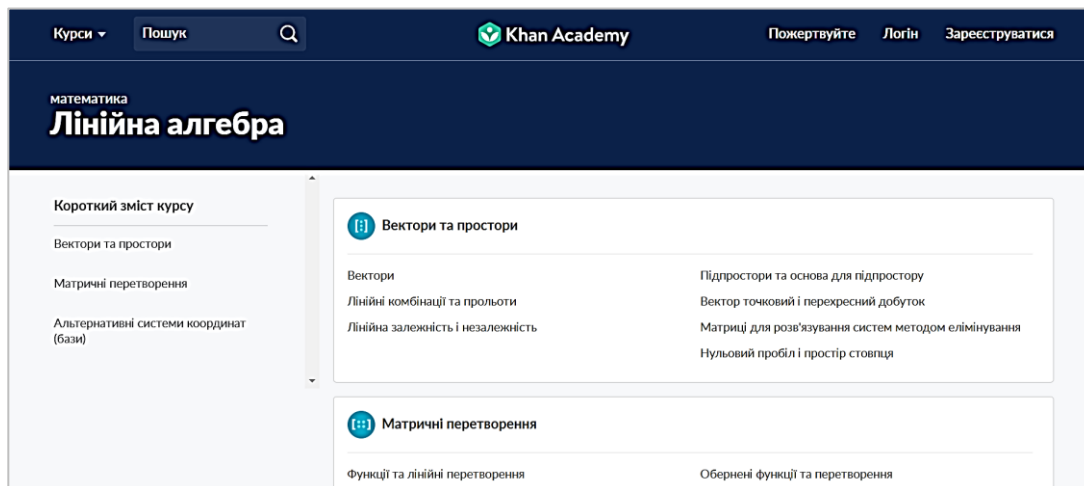 Курси
Пошук
Khan Academy
Пожертвуйте
Логін
Зареєструватися
математика
Лінійна алгебра
Короткий зміст курсу
Вектори та простори
Матричні перетворення
Альтернативні системи координат
(бази)
Вектори та простори
Вектори
Лінійні комбінації та прольоти
Лінійна залежність і незалежність
Підпростори та основа для підпростору
Вектор точковий і перехресний добуток
Матриці для розв'язування систем методом елімінування
Нульовий пробіл і простір стовпця
Матричні перетворення
Функції та лінійні перетворення
Обернені функції та перетворення